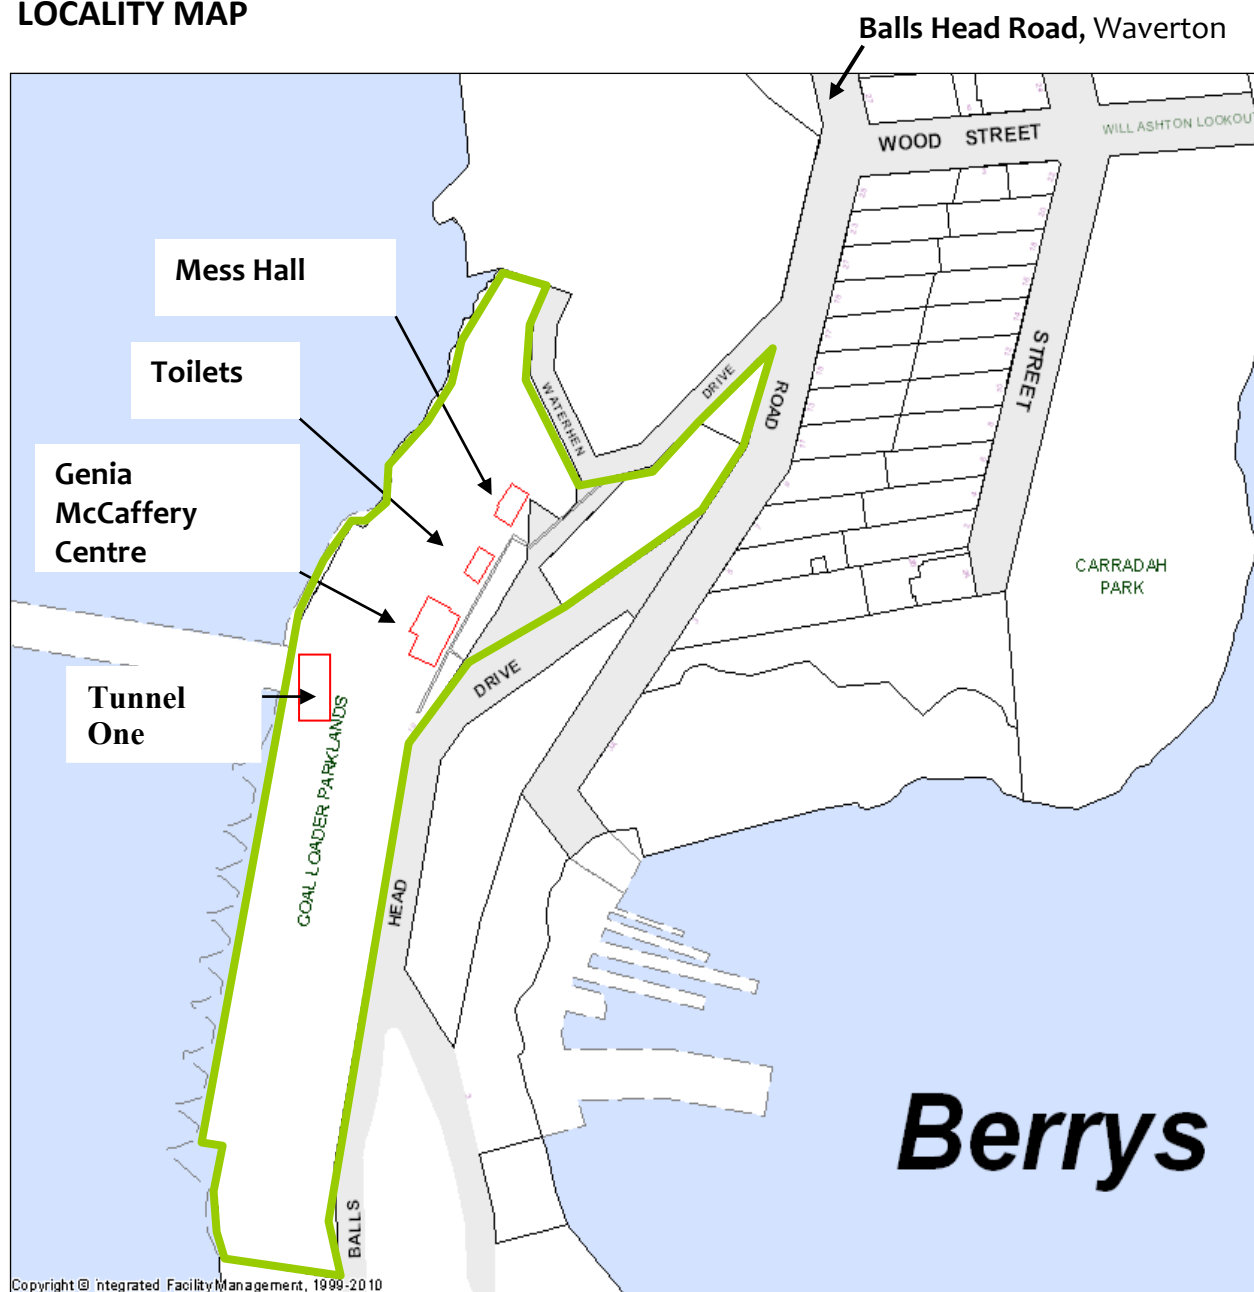 LOCALITY MAP
Balls Head Road, Waverton
WOOD STREET
WILL ASHTON LOOKOUT
Mess Hall
Toilets
Genia
McCaffery
Centre
Tunnel
One
WATERHEN
DRIVE
ROAD
STREET
CARRADAH
PARK
DRIVE
COAL LOADER PARKLANDS
HEAD
BALLS
Berrys
Copyright © Integrated Facility Management, 1999-2010